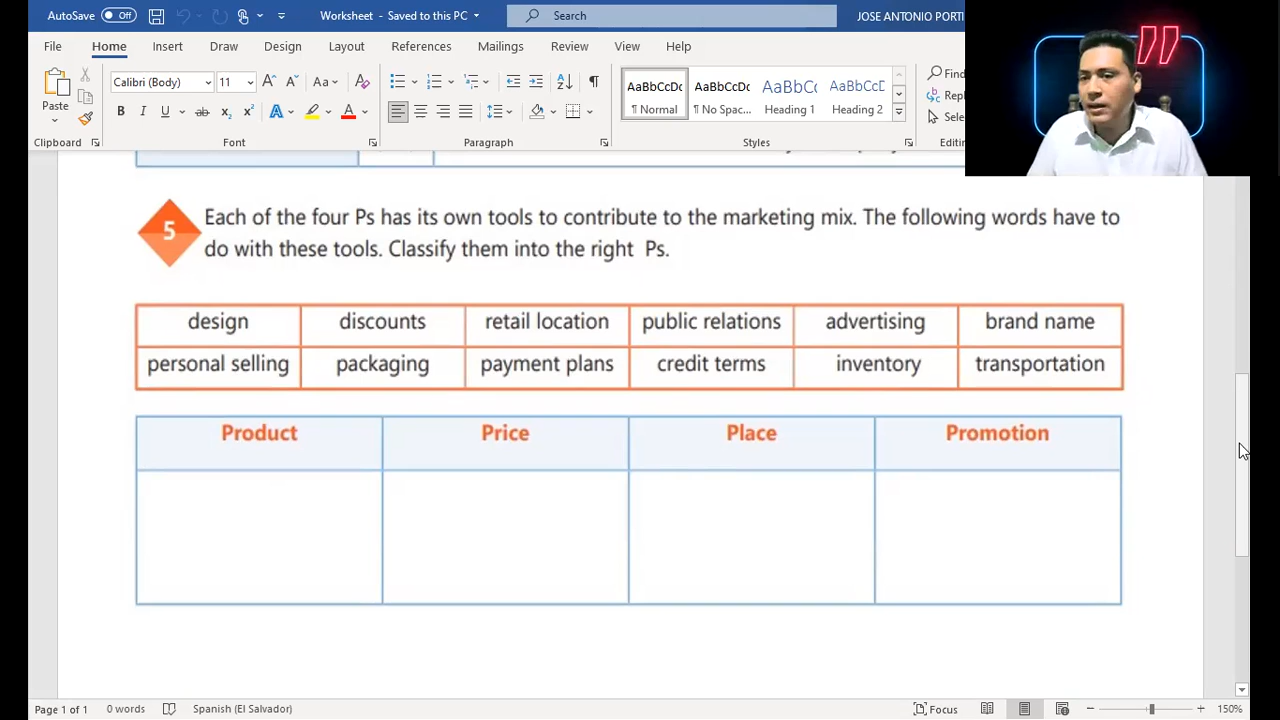 AutoSave Off Worksheet - Saved to this PC Search JOSE ANTONIO PORTI
File Home Insert Draw Design Layout References Mailings Review View Help
Paste Calibri (Body) 11 A A Aa A AaBbCcDc AaBbCcDc AaBbCc AaBbCcD Find
B I U ab x₂ x² A A ¶ Normal ¶ No Spac... Heading 1 Heading 2
Clipboard Font Paragraph Styles
5 Each of the four Ps has its own tools to contribute to the marketing mix. The following words have to
do with these tools. Classify them into the right Ps.
design discounts retail location public relations advertising brand name
personal selling packaging payment plans credit terms inventory transportation
Product Price Place Promotion
Page 1 of 1 0 words Spanish (El Salvador) Focus 150%